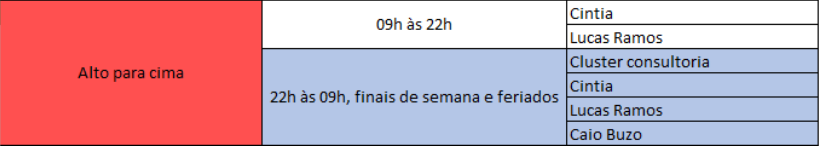 Alto para cima
09h às 22h
Cintia
Lucas Ramos
22h às 09h, finais de semana e feriados
Cluster consultoria
Cintia
Lucas Ramos
Caio Buzo